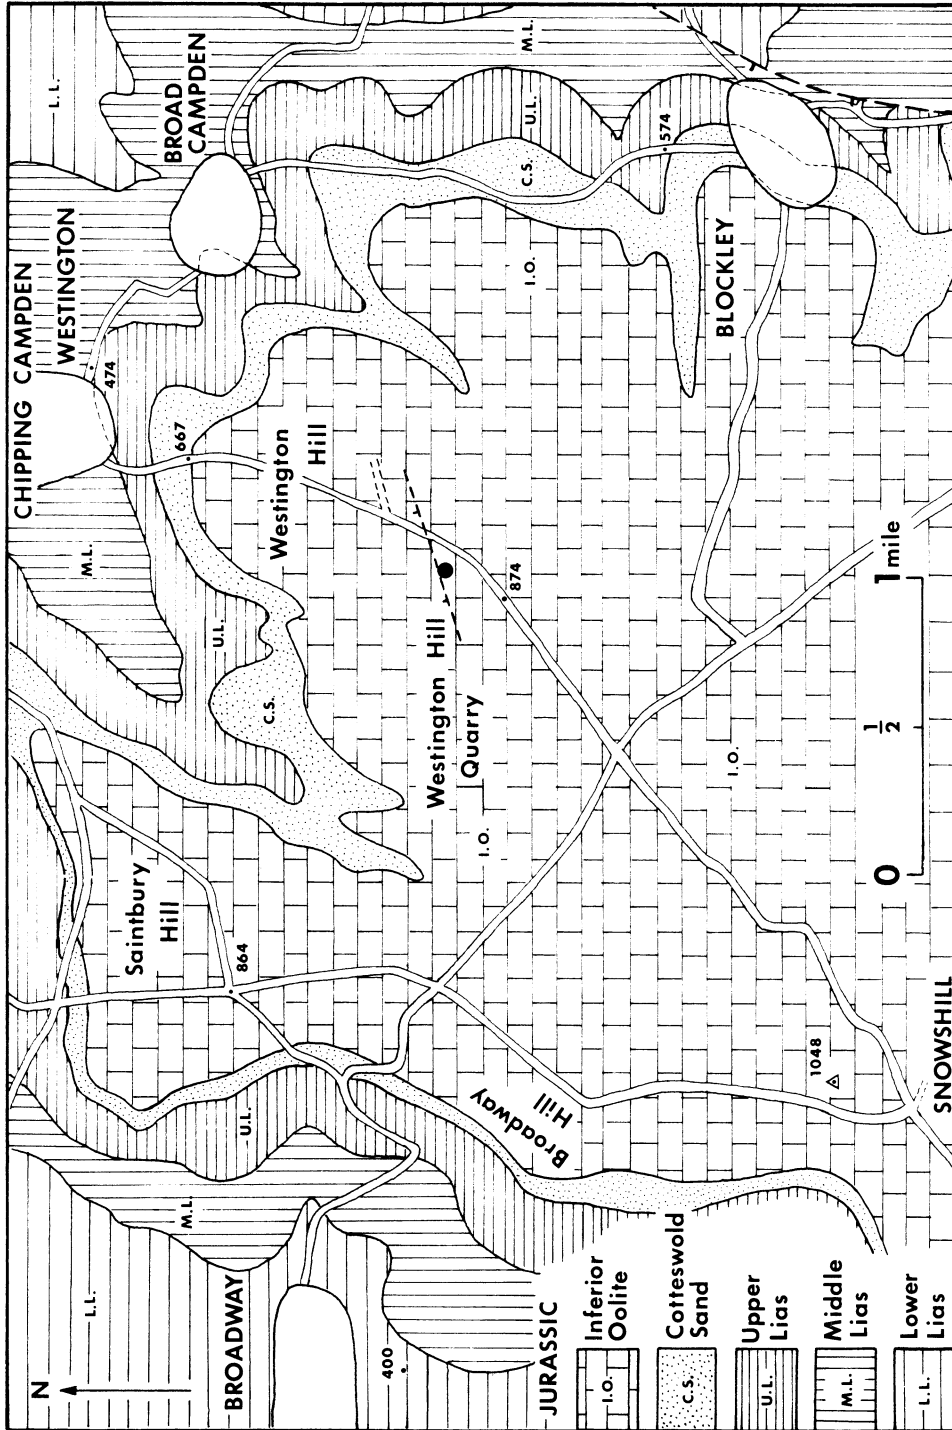 N
BROADWAY
400
L.L.
M.L.
U.L.
Saintbury
Hill
864
Broadway
Hill
CHIPPING CAMPDEN
WESTINGTON
474
M.L.
U.L.
C.S.
667
Westington
Hill
BROAD
CAMPDEN
L.L.
M.L.
U.L.
C.S.
I.O.
574
BLOCKLEY
Westington Hill
Quarry
874
I.O.
I.O.
1048
SNOWSHILL
0
1/2
1
mile
JURASSIC
I.O.
Inferior
Oolite
C.S.
Cotteswold
Sand
U.L.
Upper
Lias
M.L.
Middle
Lias
L.L.
Lower
Lias